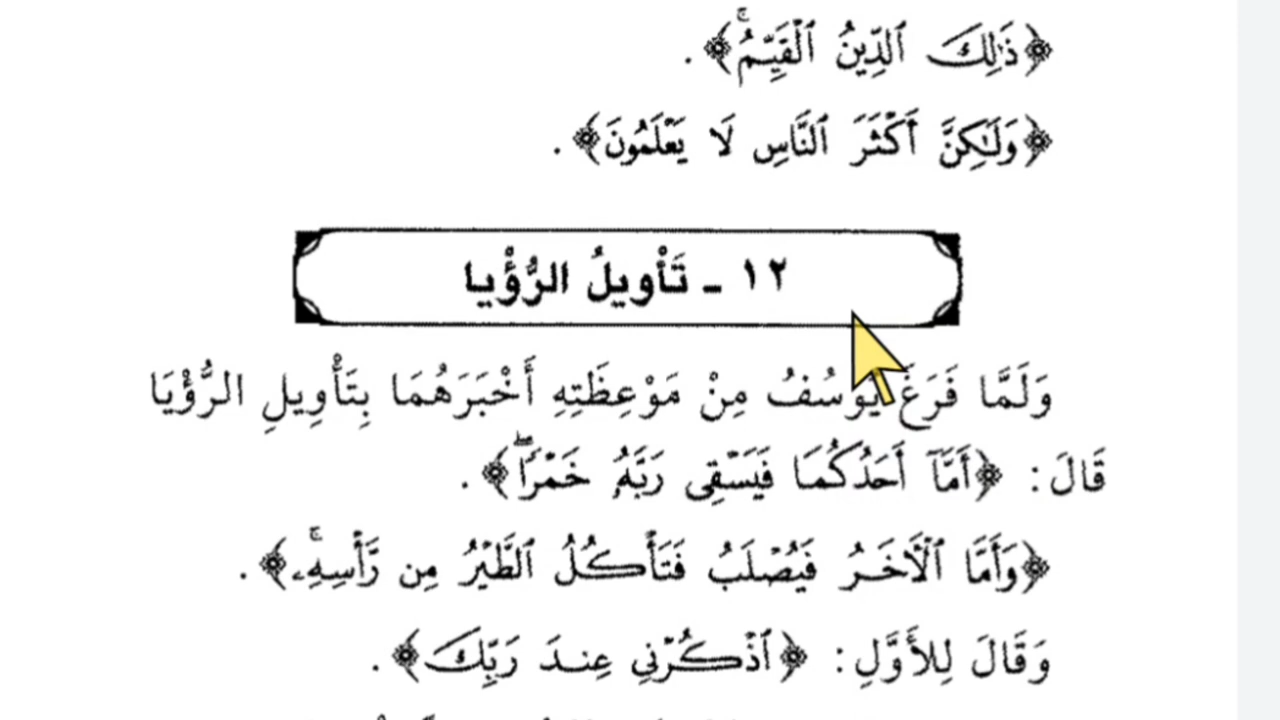 ﴿ذَٰلِكَ ٱلدِّينُ ٱلْقَيِّمُ ۚ﴾ .
﴿وَلَـٰكِنَّ أَكْثَرَ ٱلنَّاسِ لَا يَعْلَمُونَ﴾ .
١٢ ـ تَأْوِيلُ الرُّؤْيا
وَلَمَّا فَرَغَ يُوسُفُ مِنْ مَوْعِظَتِهِ أَخْبَرَهُمَا بِتَأْوِيلِ الرُّؤْيَا
قَالَ : ﴿أَمَّآ أَحَدُكُمَا فَيَسْقِى رَبَّهُۥ خَمْرًا ۖ﴾ .
﴿وَأَمَّا ٱلْـَٔاخَرُ فَيُصْلَبُ فَتَأْكُلُ ٱلطَّيْرُ مِن رَّأْسِهِۦ ۚ﴾ .
وَقَالَ لِلأَوَّلِ : ﴿ٱذْكُرْنِى عِندَ رَبِّكَ﴾ .